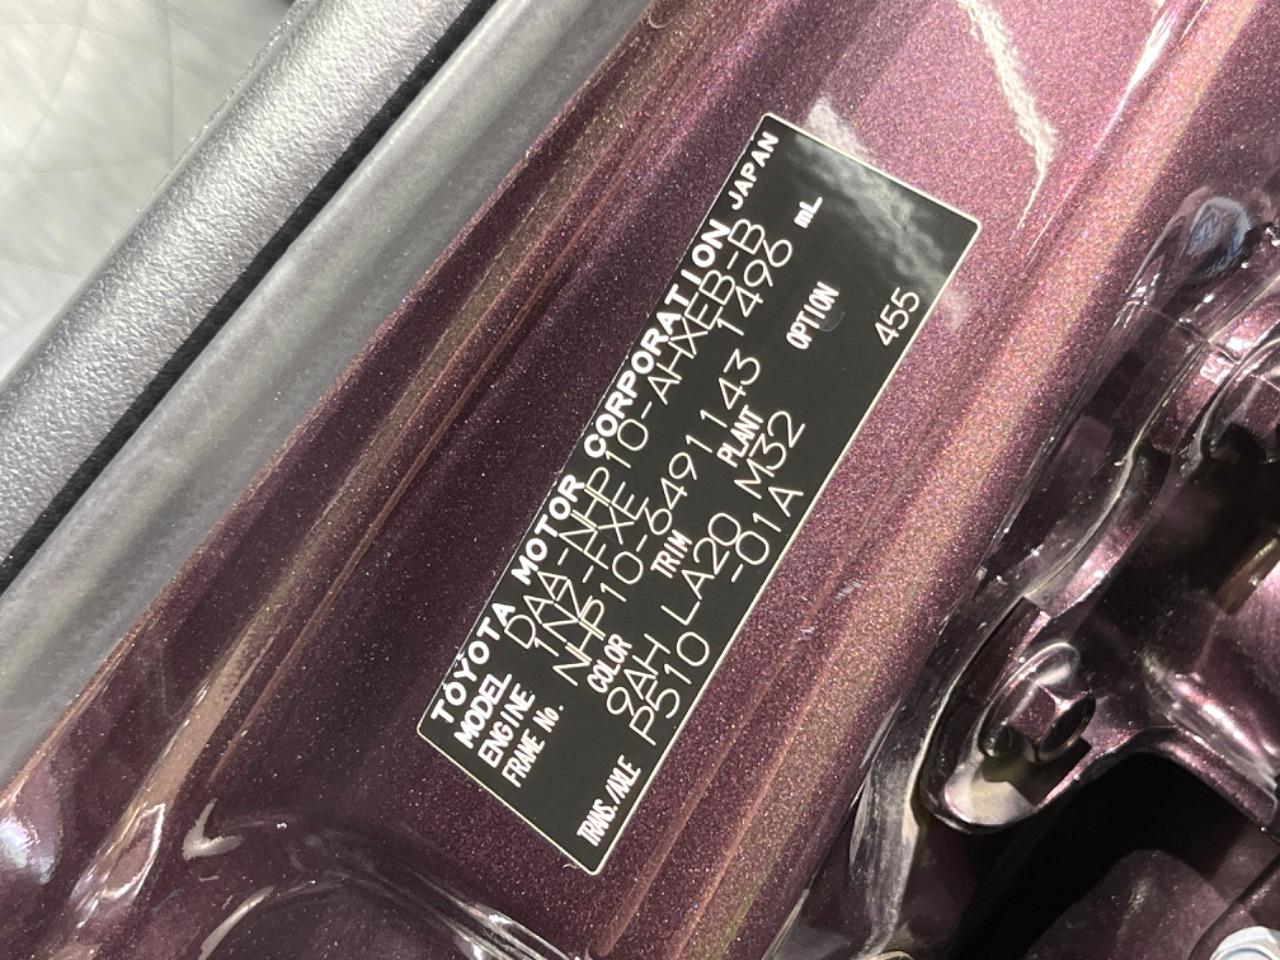 TOYOTA MOTOR CORPORATION JAPAN
MODEL DAA-NHP10-AHXEB-B
ENGINE 1NZ-FXE 1496 mL
FRAME No. NHP10-6491143
COLOR TRIM PLANT OPTION
9AH LA20 M32 455
TRANS./AXLE P510 -01A